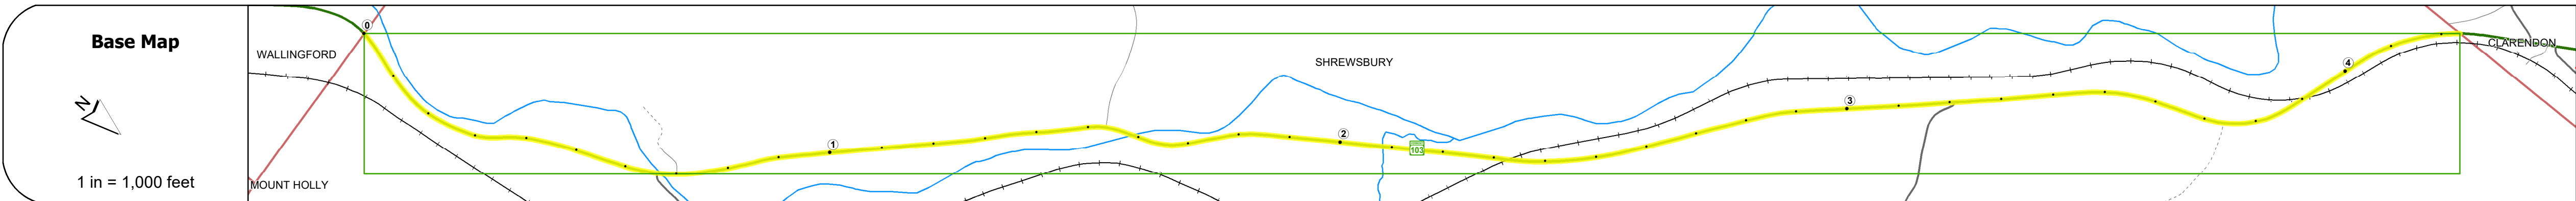 Base Map
N
1 in = 1,000 feet
WALLINGFORD
MOUNT HOLLY
SHREWSBURY
CLARENDON
0
1
2
103
3
4